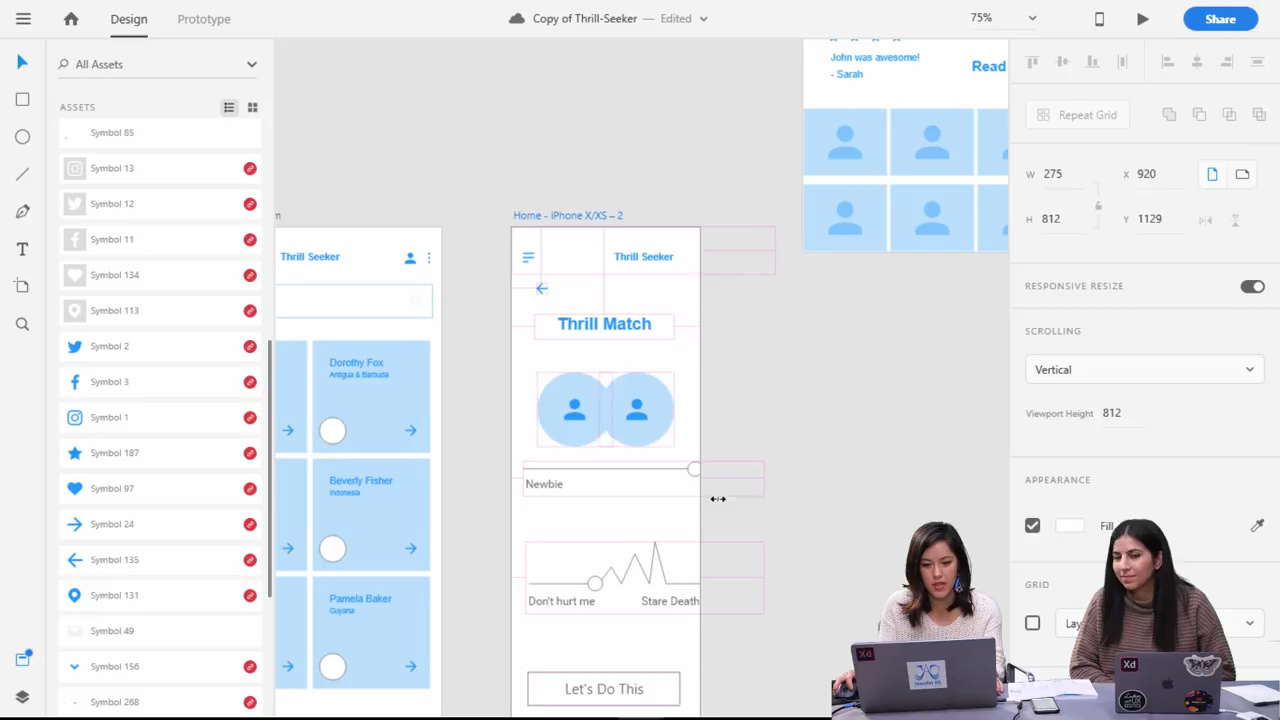 Design
Prototype
Copy of Thrill-Seeker — Edited
75%
Share
All Assets
ASSETS
Symbol 85
Symbol 13
Symbol 12
Symbol 11
Symbol 134
Symbol 113
Symbol 2
Symbol 3
Symbol 1
Symbol 187
Symbol 97
Symbol 24
Symbol 135
Symbol 131
Symbol 49
Symbol 156
Symbol 268
Thrill Seeker
Dorothy Fox
Antigua & Barbuda
Beverly Fisher
Indonesia
Pamela Baker
Guyana
Home - iPhone X/XS – 2
Thrill Seeker
Thrill Match
Newbie
Don't hurt me
Stare Death
Let's Do This
John was awesome!
- Sarah
Read
Repeat Grid
W 275
X 920
H 812
Y 1129
RESPONSIVE RESIZE
SCROLLING
Vertical
Viewport Height 812
APPEARANCE
Fill
GRID
Lay
Xd
Xd